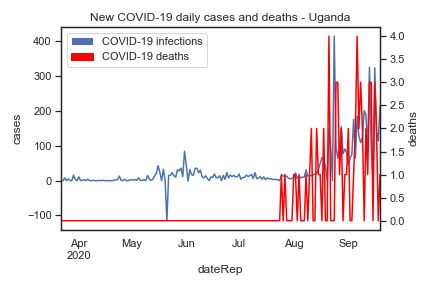 New COVID-19 daily cases and deaths - Uganda
COVID-19 infections
COVID-19 deaths
cases
400
300
200
100
0
−100
deaths
4.0
3.5
3.0
2.5
2.0
1.5
1.0
0.5
0.0
Apr May Jun Jul Aug Sep
2020
dateRep